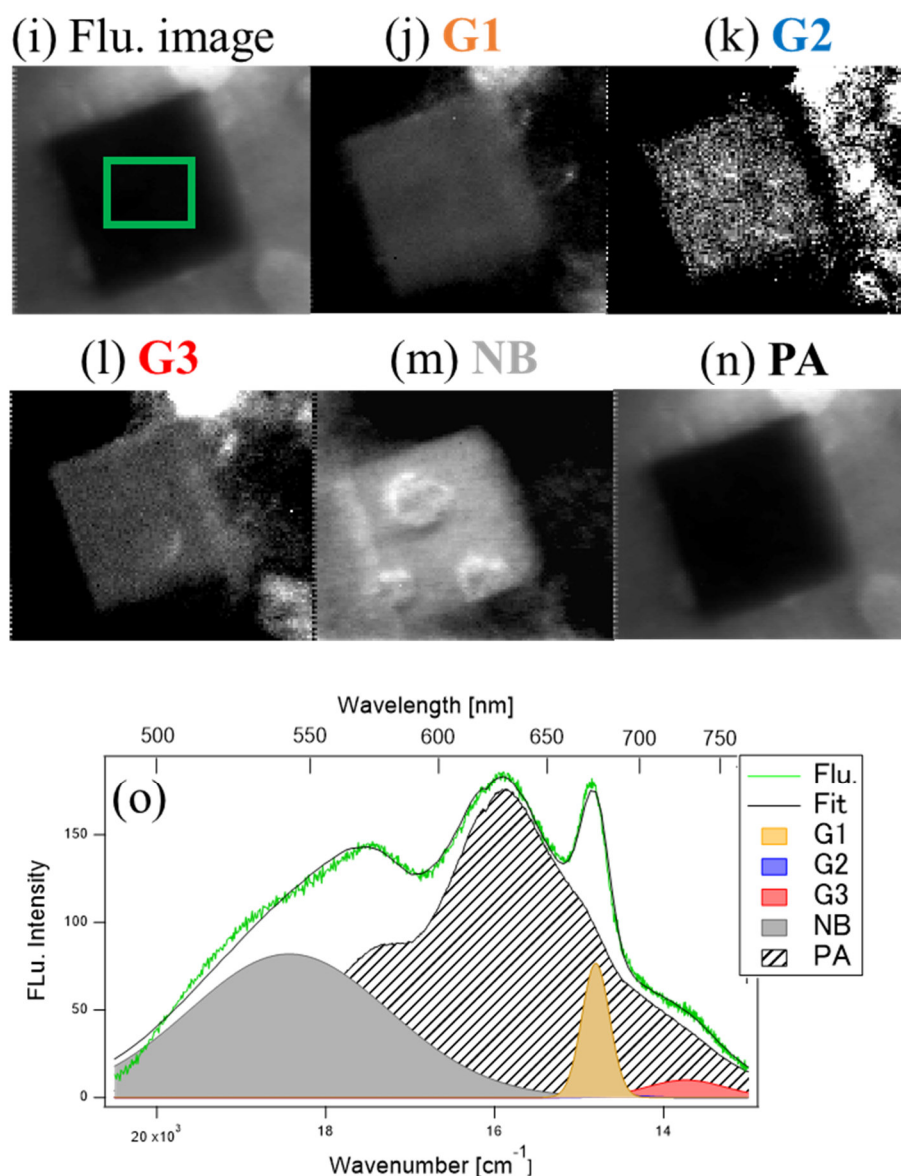 (i) Flu. image
(j) G1
(k) G2
(l) G3
(m) NB
(n) PA
Wavelength [nm]
500 550 600 650 700 750
(o)
FLu. Intensity
150
100
50
0
Flu.
Fit
G1
G2
G3
NB
PA
20 x10³ 18 16 14
Wavenumber [cm⁻¹]